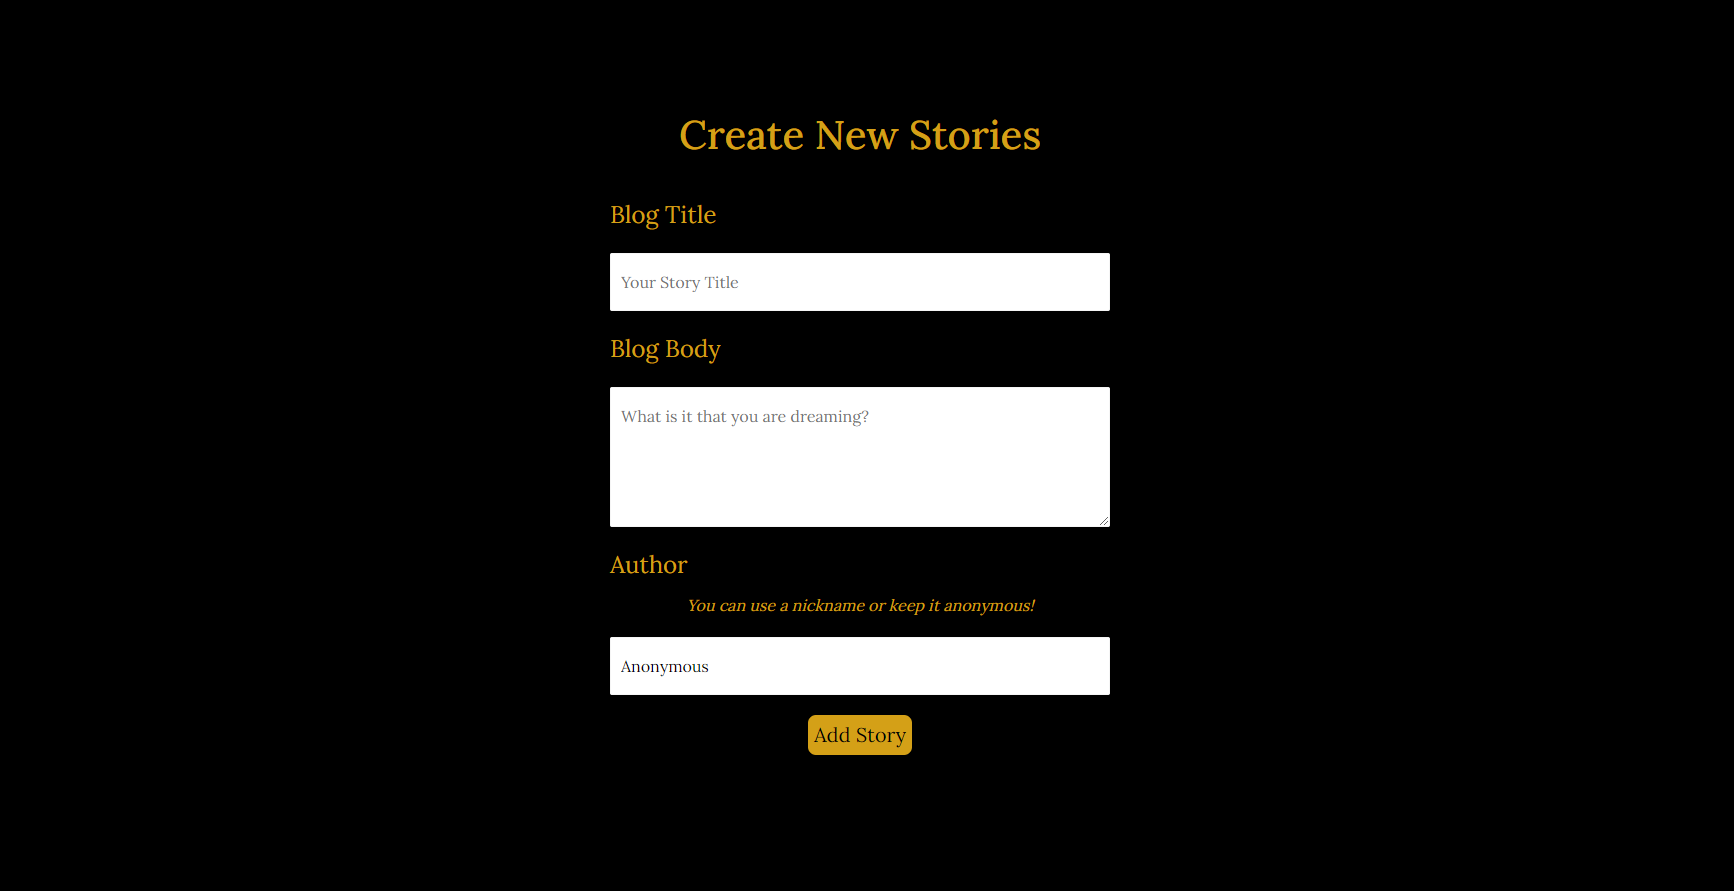 Create New Stories
Blog Title
Your Story Title
Blog Body
What is it that you are dreaming?
Author
You can use a nickname or keep it anonymous!
Anonymous
Add Story